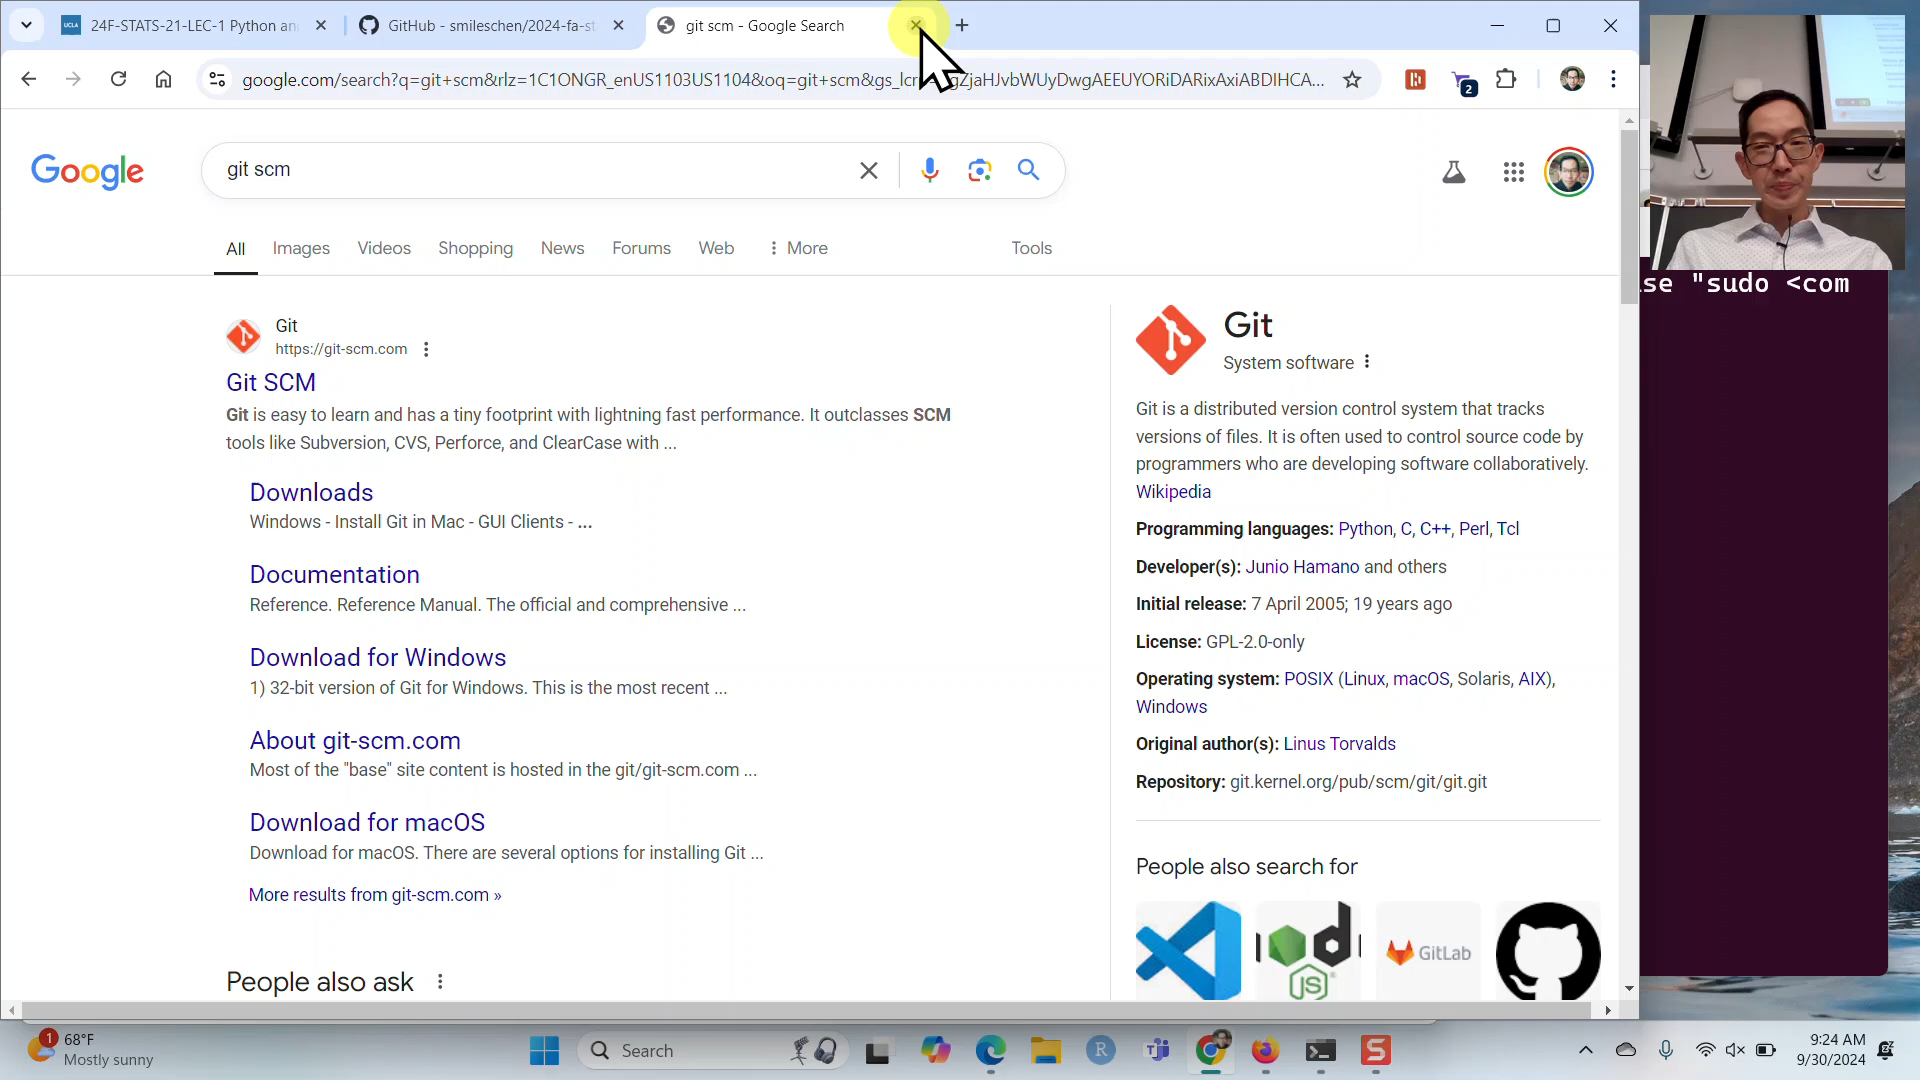 24F-STATS-21-LEC-1 Python an
GitHub - smileschen/2024-fa-st
git scm - Google Search
google.com/search?q=git+scm&rlz=1C1ONGR_enUS1103US1104&oq=git+scm&gs_lcr
ZjaHJvbWUyDwgAEEUYORiDARixAxiABDIHCA...
2
Google
git scm
All Images Videos Shopping News Forums Web More Tools
Git
https://git-scm.com
Git SCM
Git is easy to learn and has a tiny footprint with lightning fast performance. It outclasses SCM
tools like Subversion, CVS, Perforce, and ClearCase with ...
Downloads
Windows - Install Git in Mac - GUI Clients - ...
Documentation
Reference. Reference Manual. The official and comprehensive ...
Download for Windows
1) 32-bit version of Git for Windows. This is the most recent ...
About git-scm.com
Most of the "base" site content is hosted in the git/git-scm.com ...
Download for macOS
Download for macOS. There are several options for installing Git ...
More results from git-scm.com »
People also ask
Git
System software
Git is a distributed version control system that tracks
versions of files. It is often used to control source code by
programmers who are developing software collaboratively.
Wikipedia
Programming languages: Python, C, C++, Perl, Tcl
Developer(s): Junio Hamano and others
Initial release: 7 April 2005; 19 years ago
License: GPL-2.0-only
Operating system: POSIX (Linux, macOS, Solaris, AIX),
Windows
Original author(s): Linus Torvalds
Repository: git.kernel.org/pub/scm/git/git.git
People also search for
GitLab
se "sudo <com
1
68°F
Mostly sunny
Search
9:24 AM
9/30/2024